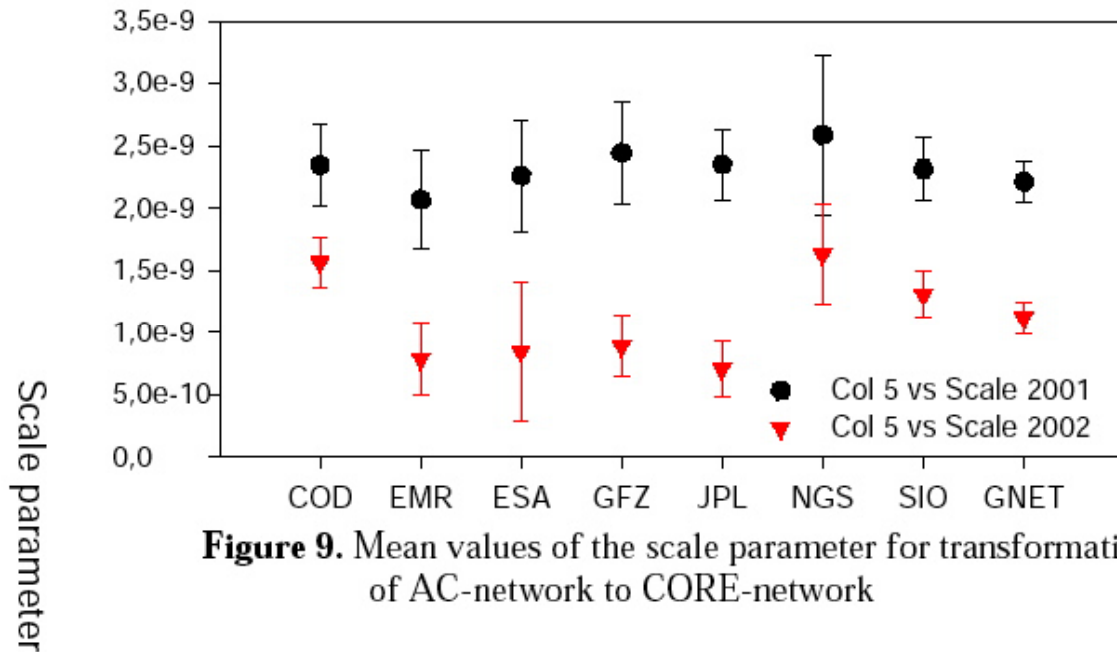 3,5e-9
3,0e-9
2,5e-9
2,0e-9
1,5e-9
1,0e-9
5,0e-10
0,0
Scale parameter
Col 5 vs Scale 2001
Col 5 vs Scale 2002
COD EMR ESA GFZ JPL NGS SIO GNET
Figure 9. Mean values of the scale parameter for transformati
of AC-network to CORE-network